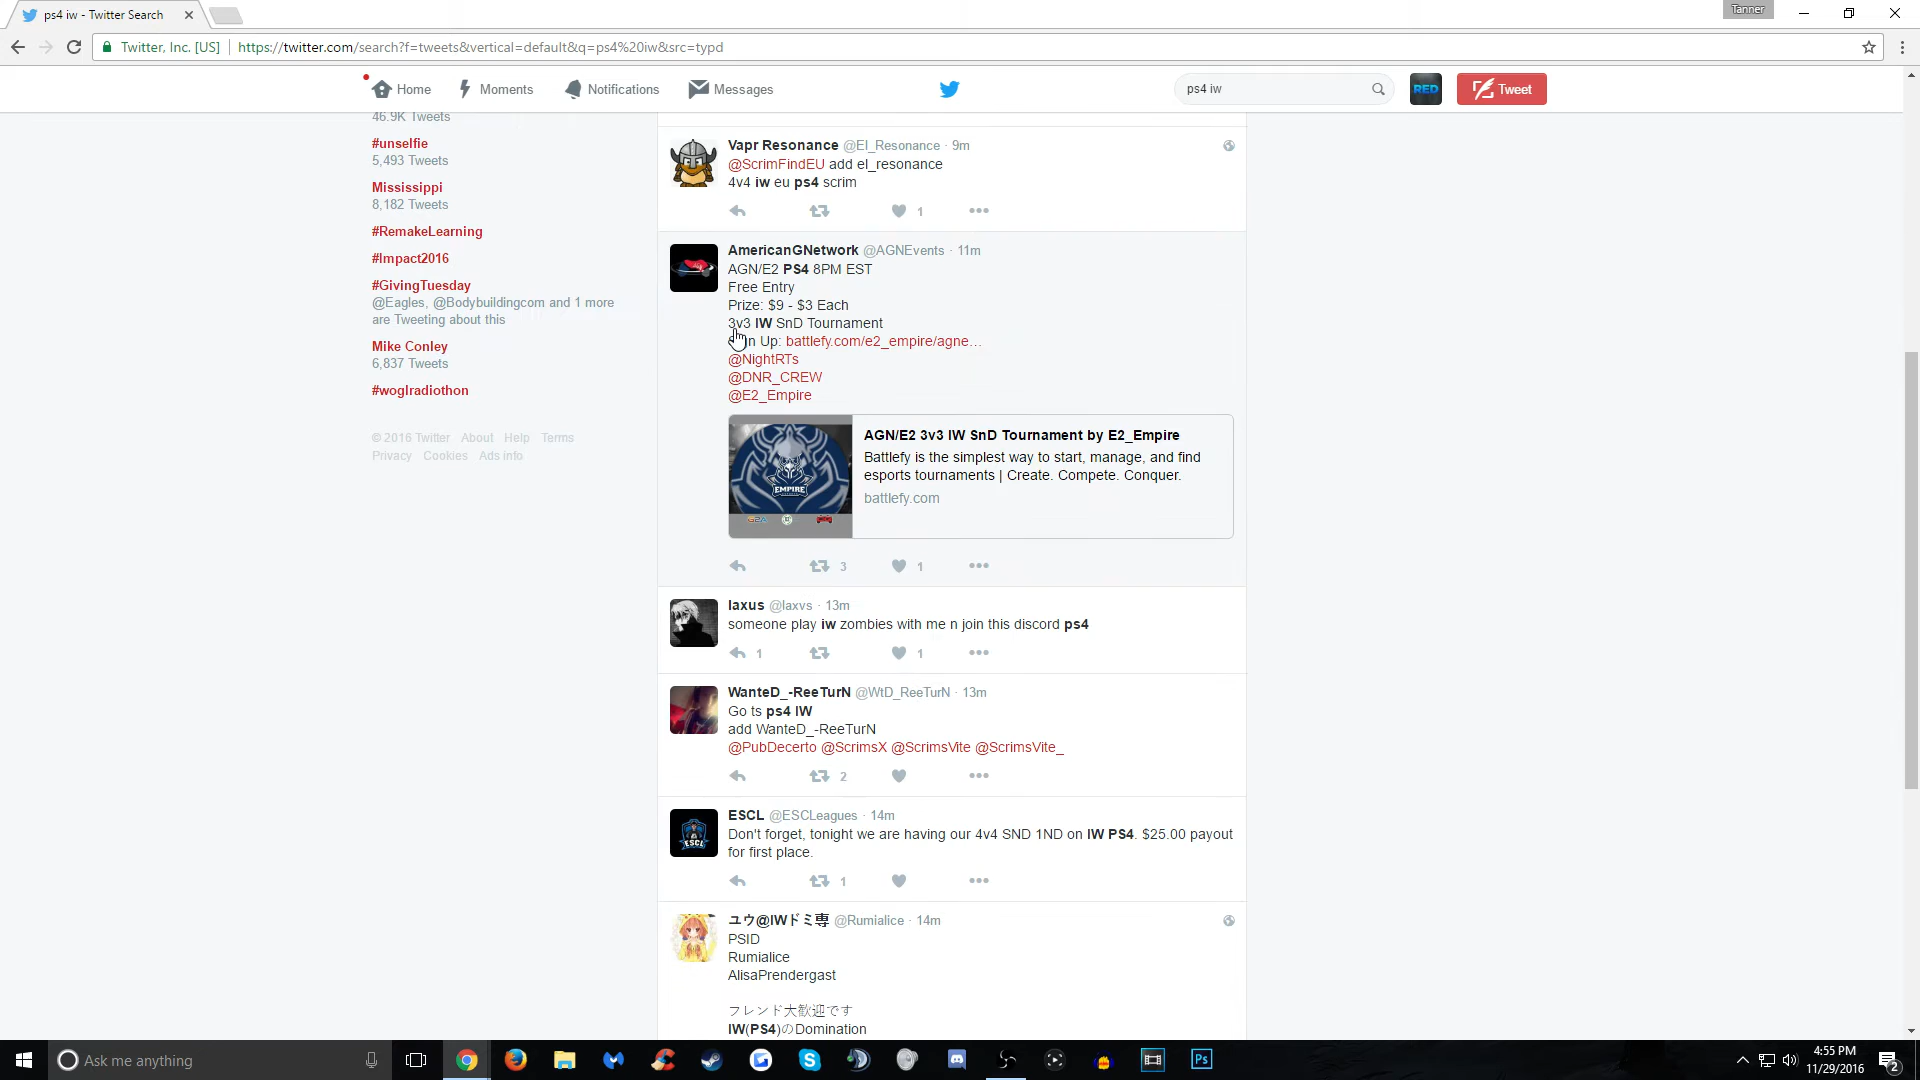 ps4 iw - Twitter Search
Tanner
Twitter, Inc. [US]
https://twitter.com/search?f=tweets&vertical=default&q=ps4%20iw&src=typd
Home
Moments
Notifications
Messages
ps4 iw
RED
Tweet
46.9K Tweets
#unselfie
5,493 Tweets
Mississippi
8,182 Tweets
#RemakeLearning
#Impact2016
#GivingTuesday
@Eagles, @Bodybuildingcom and 1 more
are Tweeting about this
Mike Conley
6,837 Tweets
#woglradiothon
© 2016 Twitter About Help Terms
Privacy Cookies Ads info
Vapr Resonance @El_Resonance · 9m
@ScrimFindEU add el_resonance
4v4 iw eu ps4 scrim
1
AmericanGNetwork @AGNEvents · 11m
AGN/E2 PS4 8PM EST
Free Entry
Prize: $9 - $3 Each
3v3 IW SnD Tournament
Up: battlefy.com/e2_empire/agne…
@NightRTs
@DNR_CREW
@E2_Empire
EMPIRE
G2A
AGN/E2 3v3 IW SnD Tournament by E2_Empire
Battlefy is the simplest way to start, manage, and find
esports tournaments | Create. Compete. Conquer.
battlefy.com
3 1
laxus @laxvs · 13m
someone play iw zombies with me n join this discord ps4
1 1
WanteD_-ReeTurN @WtD_ReeTurN · 13m
Go ts ps4 IW
add WanteD_-ReeTurN
@PubDecerto @ScrimsX @ScrimsVite @ScrimsVite_
2
ESCL
ESCL @ESCLeagues · 14m
Don't forget, tonight we are having our 4v4 SND 1ND on IW PS4. $25.00 payout
for first place.
1
ユウ@IWドミ専 @Rumialice · 14m
PSID
Rumialice
AlisaPrendergast
フレンド大歓迎です
IW(PS4)のDomination
Ask me anything
Ps
4:55 PM
11/29/2016
2